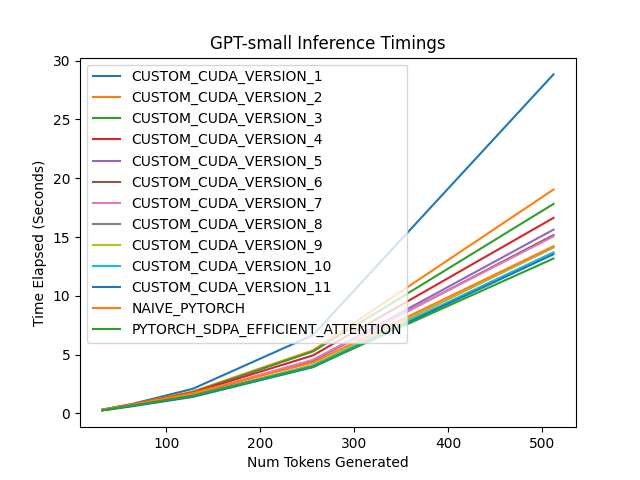 GPT-small Inference Timings
30
25
20
15
10
5
0
Time Elapsed (Seconds)
CUSTOM_CUDA_VERSION_1
CUSTOM_CUDA_VERSION_2
CUSTOM_CUDA_VERSION_3
CUSTOM_CUDA_VERSION_4
CUSTOM_CUDA_VERSION_5
CUSTOM_CUDA_VERSION_6
CUSTOM_CUDA_VERSION_7
CUSTOM_CUDA_VERSION_8
CUSTOM_CUDA_VERSION_9
CUSTOM_CUDA_VERSION_10
CUSTOM_CUDA_VERSION_11
NAIVE_PYTORCH
PYTORCH_SDPA_EFFICIENT_ATTENTION
100 200 300 400 500
Num Tokens Generated